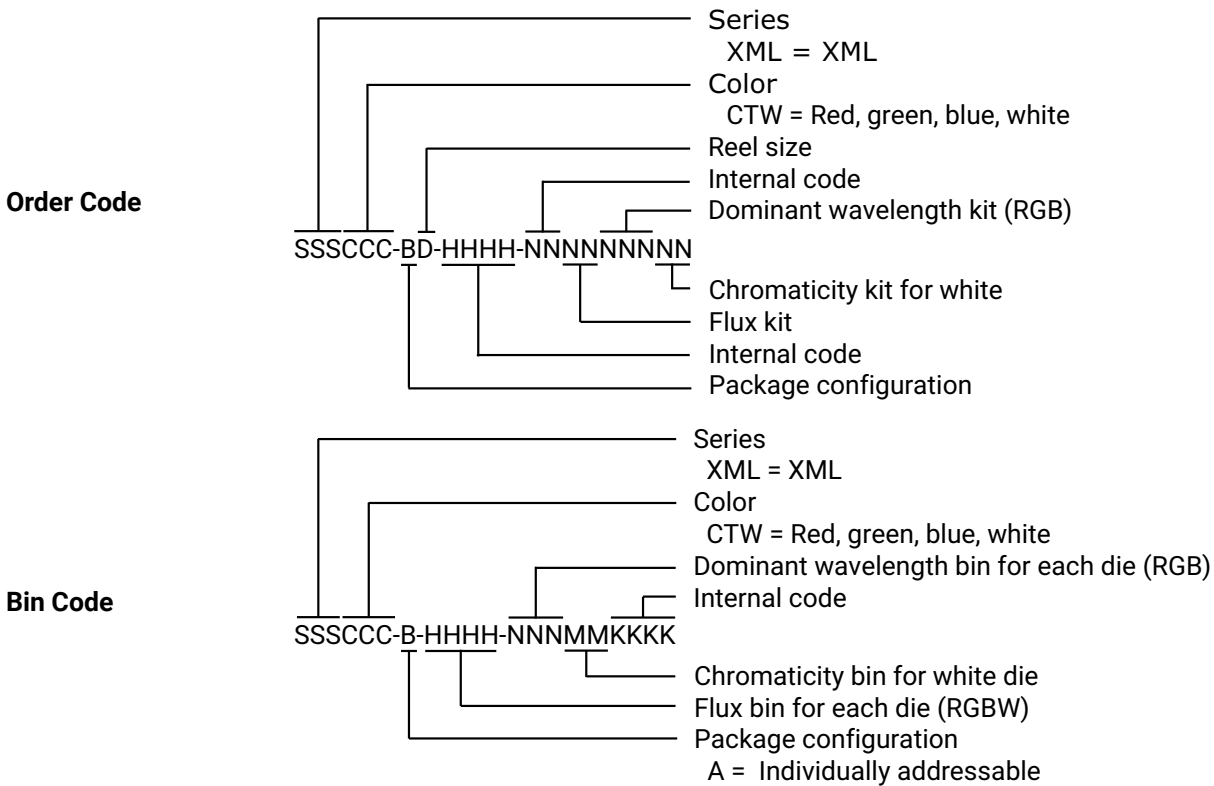 Series
XML = XML
Color
CTW = Red, green, blue, white
Reel size
Internal code
Order Code
Dominant wavelength kit (RGB)
SSSCCC-BD-HHHH-NNNNNNNNN
Chromaticity kit for white
Flux kit
Internal code
Package configuration
Series
XML = XML
Color
CTW = Red, green, blue, white
Dominant wavelength bin for each die (RGB)
Bin Code
Internal code
SSSCCC-B-HHHH-NNNMMKKKK
Chromaticity bin for white die
Flux bin for each die (RGBW)
Package configuration
A = Individually addressable